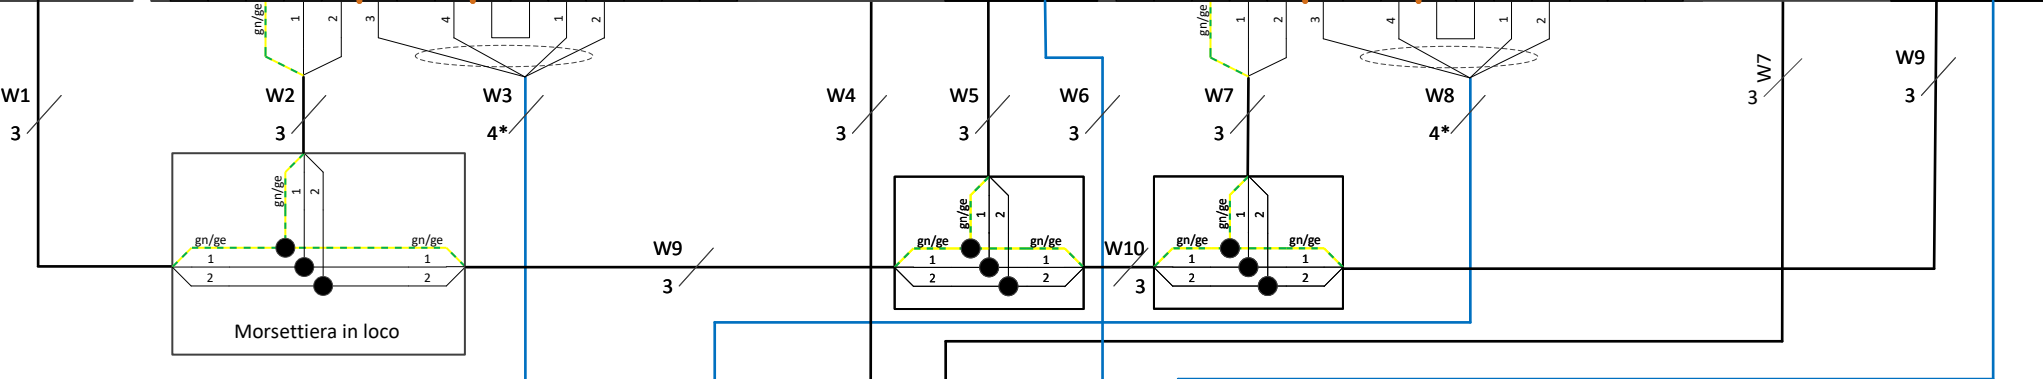 gn/ge 1 2 3 4 1 2
gn/ge 1 2 3 4 1 2
W1 W2 W3 W4 W5 W6 W7 W8 W7 W9
3 3 4* 3 3 3 3 4* 3 3
gn/ge 1 2
gn/ge 1 2
gn/ge 1 2
gn/ge gn/ge
1 1
2 2
W9
3
gn/ge gn/ge
1 1
2 2
W10
3
gn/ge gn/ge
1 1
2 2
Morsettiera in loco